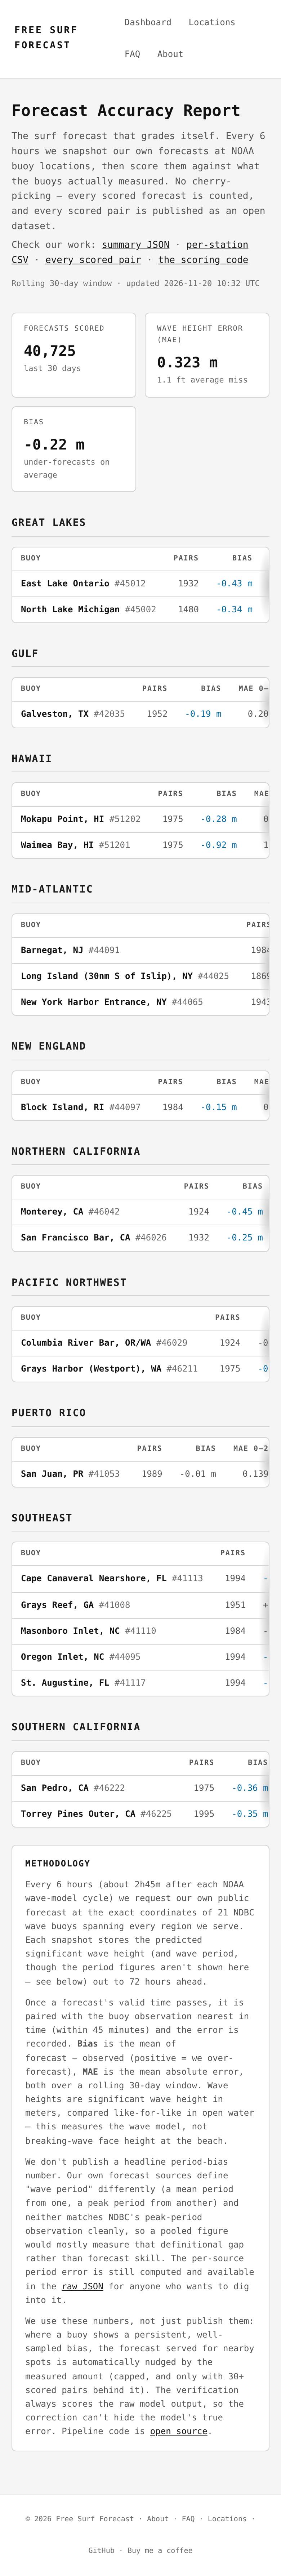 FREE SURF
FORECAST
Dashboard Locations
FAQ About
Forecast Accuracy Report
The surf forecast that grades itself. Every 6
hours we snapshot our own forecasts at NOAA
buoy locations, then score them against what
the buoys actually measured. No cherry-
picking — every scored forecast is counted,
and every scored pair is published as an open
dataset.
Check our work: summary JSON · per-station
CSV · every scored pair · the scoring code
Rolling 30-day window · updated 2026-11-20 10:32 UTC
FORECASTS SCORED
40,725
last 30 days
WAVE HEIGHT ERROR
(MAE)
0.323 m
1.1 ft average miss
BIAS
-0.22 m
under-forecasts on
average
GREAT LAKES
BUOY PAIRS BIAS
East Lake Ontario #45012 1932 -0.43 m
North Lake Michigan #45002 1480 -0.34 m
GULF
BUOY PAIRS BIAS MAE 0–
Galveston, TX #42035 1952 -0.19 m 0.20
HAWAII
BUOY PAIRS BIAS MAE
Mokapu Point, HI #51202 1975 -0.28 m 0
Waimea Bay, HI #51201 1975 -0.92 m 1
MID-ATLANTIC
BUOY PAIRS
Barnegat, NJ #44091 1984
Long Island (30nm S of Islip), NY #44025 1869
New York Harbor Entrance, NY #44065 1943
NEW ENGLAND
BUOY PAIRS BIAS MAE
Block Island, RI #44097 1984 -0.15 m 0
NORTHERN CALIFORNIA
BUOY PAIRS BIAS
Monterey, CA #46042 1924 -0.45 m
San Francisco Bar, CA #46026 1932 -0.25 m
PACIFIC NORTHWEST
BUOY PAIRS
Columbia River Bar, OR/WA #46029 1924 -0
Grays Harbor (Westport), WA #46211 1975 -0
PUERTO RICO
BUOY PAIRS BIAS MAE 0–2
San Juan, PR #41053 1989 -0.01 m 0.139
SOUTHEAST
BUOY PAIRS
Cape Canaveral Nearshore, FL #41113 1994 -
Grays Reef, GA #41008 1951 +
Masonboro Inlet, NC #41110 1984 -
Oregon Inlet, NC #44095 1994 -
St. Augustine, FL #41117 1994 -
SOUTHERN CALIFORNIA
BUOY PAIRS BIAS
San Pedro, CA #46222 1975 -0.36 m
Torrey Pines Outer, CA #46225 1995 -0.35 m
METHODOLOGY
Every 6 hours (about 2h45m after each NOAA
wave-model cycle) we request our own public
forecast at the exact coordinates of 21 NDBC
wave buoys spanning every region we serve.
Each snapshot stores the predicted
significant wave height (and wave period,
though the period figures aren't shown here
— see below) out to 72 hours ahead.
Once a forecast's valid time passes, it is
paired with the buoy observation nearest in
time (within 45 minutes) and the error is
recorded. Bias is the mean of
forecast − observed (positive = we over-
forecast), MAE is the mean absolute error,
both over a rolling 30-day window. Wave
heights are significant wave height in
meters, compared like-for-like in open water
— this measures the wave model, not
breaking-wave face height at the beach.
We don't publish a headline period-bias
number. Our own forecast sources define
"wave period" differently (a mean period
from one, a peak period from another) and
neither matches NDBC's peak-period
observation cleanly, so a pooled figure
would mostly measure that definitional gap
rather than forecast skill. The per-source
period error is still computed and available
in the raw JSON for anyone who wants to dig
into it.
We use these numbers, not just publish them:
where a buoy shows a persistent, well-
sampled bias, the forecast served for nearby
spots is automatically nudged by the
measured amount (capped, and only with 30+
scored pairs behind it). The verification
always scores the raw model output, so the
correction can't hide the model's true
error. Pipeline code is open source.
© 2026 Free Surf Forecast · About · FAQ · Locations ·
GitHub · Buy me a coffee